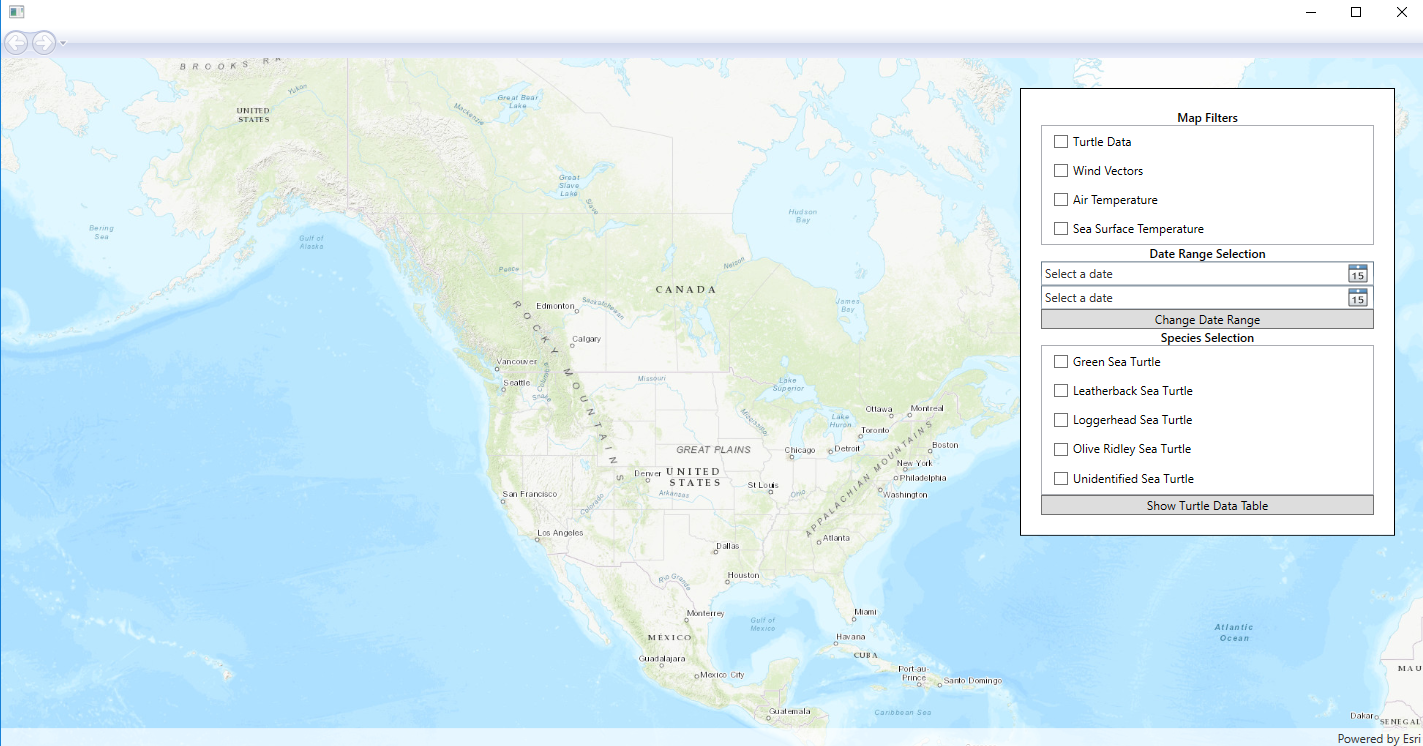 BROOKS RA
Yukon
UNITED
STATES
Mackenzie
Great Bear
Lake
Great
Slave
Lake
Slave
Hudson
Bay
Bering
Sea
Gulf of
Alaska
Peace
Nelson
CANADA
James
Bay
Edmonton
Saskatchewan
ROCKY MOUNTAINS
Calgary
Vancouver
Columbia
Seattle
Snake
Missouri
Lake
Superior
Mississippi
Ottawa
Montreal
Lake
Huron
Toronto
Boston
GREAT PLAINS
Chicago
Detroit
New York
Philadelphia
Washington
APPALACHIAN MOUNTAINS
Denver
UNITED
STATES
St Louis
Ohio
Arkansas
San Francisco
Colorado
Los Angeles
Atlanta
Dallas
Houston
Rio Grande
Monterrey
Miami
Gulf of
Mexico
Havana
MÉXICO
CUBA
Guadalajara
Mexico City
Port-au
Prince
Santo Domingo
Guatemala
Caribbean Sea
Atlantic
Ocean
MAU
Dakar
SENEGAL
Map Filters
Turtle Data
Wind Vectors
Air Temperature
Sea Surface Temperature
Date Range Selection
Select a date
15
Select a date
15
Change Date Range
Species Selection
Green Sea Turtle
Leatherback Sea Turtle
Loggerhead Sea Turtle
Olive Ridley Sea Turtle
Unidentified Sea Turtle
Show Turtle Data Table
Powered by Esri